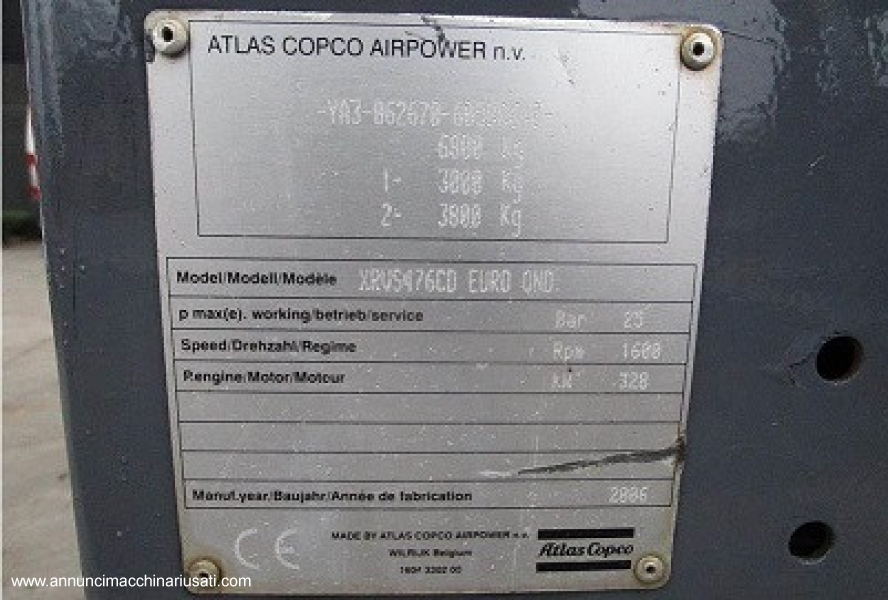 ATLAS COPCO AIRPOWER n.v.
6800 Kg
1- 3000 Kg
2- 3800 Kg
Model/Modell/Modèle XRVS476CD EURO QND
p max(e). working/betrieb/service Bar 25
Speed/Drehzahl/Regime Rpm 1600
P.engine/Motor/Motour kW 328
Manuf.year/Baujahr/Année de fabrication 2006
CE
MADE BY ATLAS COPCO AIRPOWER n.v.
WILRIJK Belgium
Atlas Copco
www.annuncimacchinariusati.com